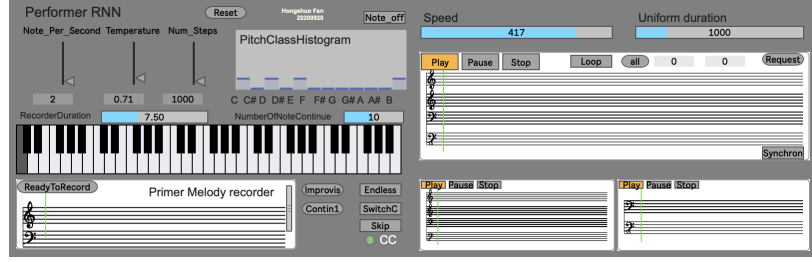 Performer RNN
Reset
Hongshuo Fan
20200920
Note_off
Note_Per_Second Temperature Num_Steps
PitchClassHistogram
2 0.71 1000
C C# D D# E F F# G G# A A# B
RecorderDuration 7.50 NumberOfNoteContinue 10
ReadyToRecord
Primer Melody recorder
Improvis) Endless
Contin1 SwitchC
Skip
CC
Speed Uniform duration
417 1000
Play Pause Stop Loop all 0 0 Request
Synchron
Play Pause Stop
Play Pause Stop